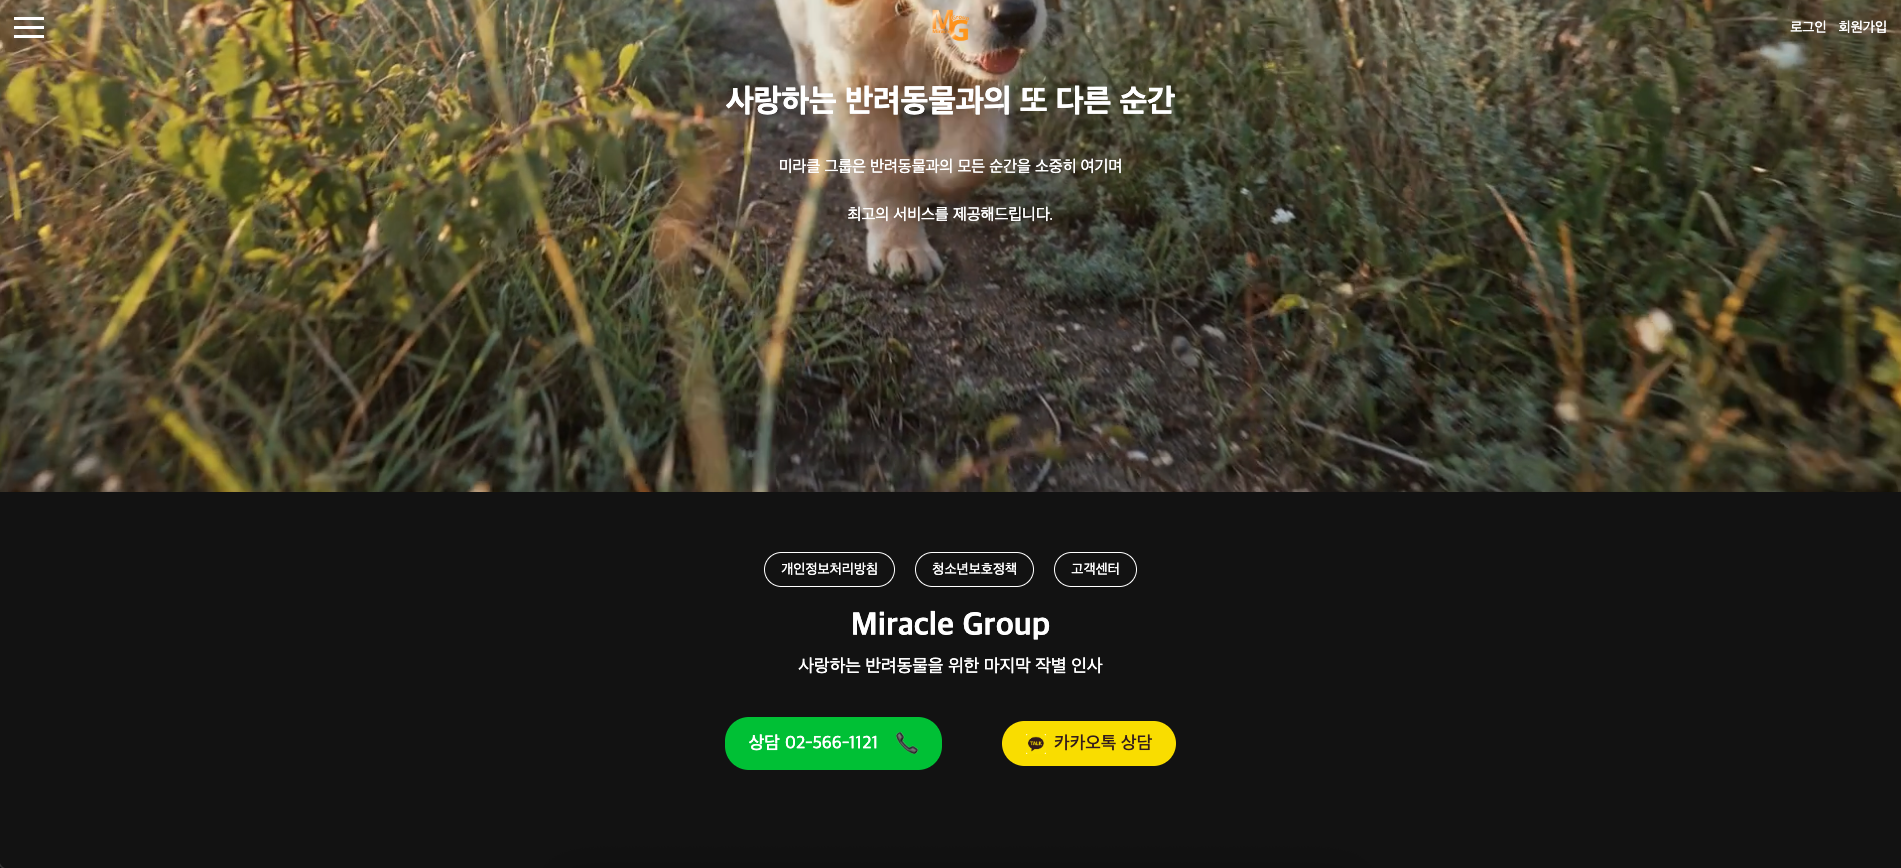 MG
로그인 회원가입
사랑하는 반려동물과의 또 다른 순간
미라클 그룹은 반려동물과의 모든 순간을 소중히 여기며
최고의 서비스를 제공해드립니다.
개인정보처리방침 청소년보호정책 고객센터
Miracle Group
사랑하는 반려동물을 위한 마지막 작별 인사
상담 02-566-1121 TALK 카카오톡 상담